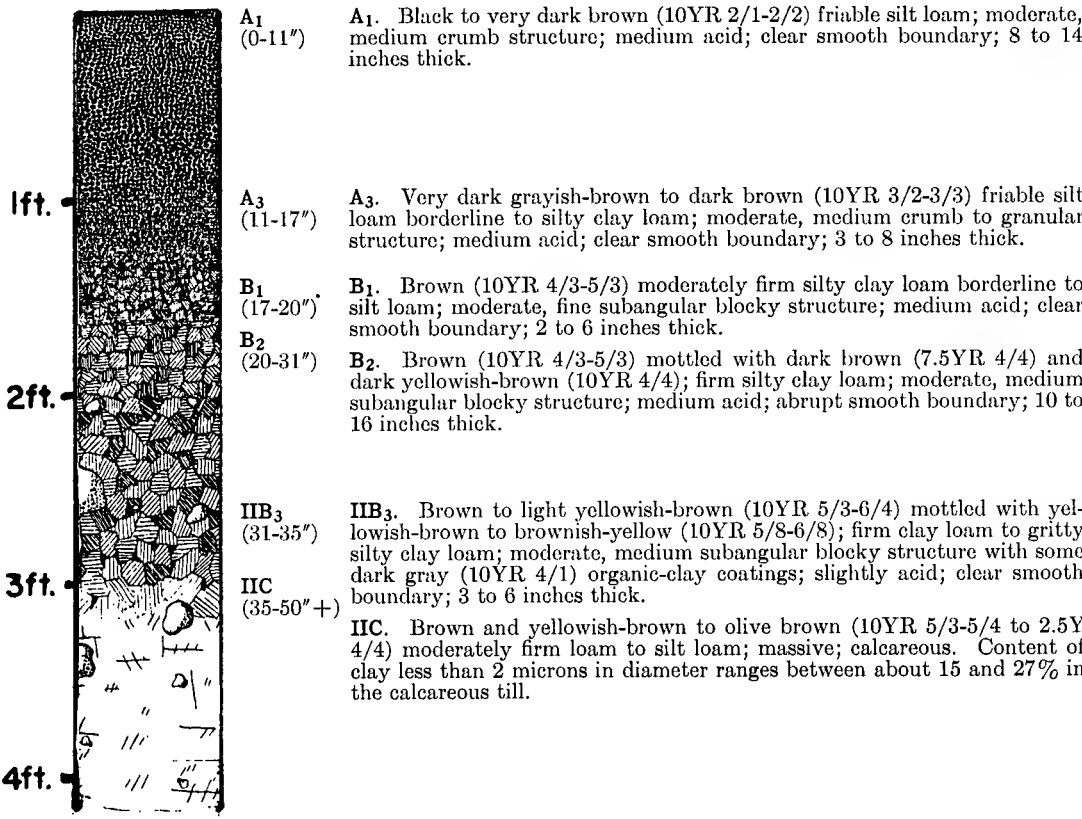 A1
(0-11″)
A1. Black to very dark brown (10YR 2/1-2/2) friable silt loam; moderate,
medium crumb structure; medium acid; clear smooth boundary; 8 to 14
inches thick.
1ft.
A3
(11-17″)
A3. Very dark grayish-brown to dark brown (10YR 3/2-3/3) friable silt
loam borderline to silty clay loam; moderate, medium crumb to granular
structure; medium acid; clear smooth boundary; 3 to 8 inches thick.
B1
(17-20″)
B1. Brown (10YR 4/3-5/3) moderately firm silty clay loam borderline to
silt loam; moderate, fine subangular blocky structure; medium acid; clear
smooth boundary; 2 to 6 inches thick.
B2
(20-31″)
B2. Brown (10YR 4/3-5/3) mottled with dark brown (7.5YR 4/4) and
dark yellowish-brown (10YR 4/4); firm silty clay loam; moderate, medium
subangular blocky structure; medium acid; abrupt smooth boundary; 10 to
16 inches thick.
2ft.
IIB3
(31-35″)
IIB3. Brown to light yellowish-brown (10YR 5/3-6/4) mottled with yel-
lowish-brown to brownish-yellow (10YR 5/8-6/8); firm clay loam to gritty
silty clay loam; moderate, medium subangular blocky structure with some
dark gray (10YR 4/1) organic-clay coatings; slightly acid; clear smooth
boundary; 3 to 6 inches thick.
3ft.
IIC
(35-50″+)
IIC. Brown and yellowish-brown to olive brown (10YR 5/3-5/4 to 2.5Y
4/4) moderately firm loam to silt loam; massive; calcareous. Content of
clay less than 2 microns in diameter ranges between about 15 and 27% in
the calcareous till.
4ft.